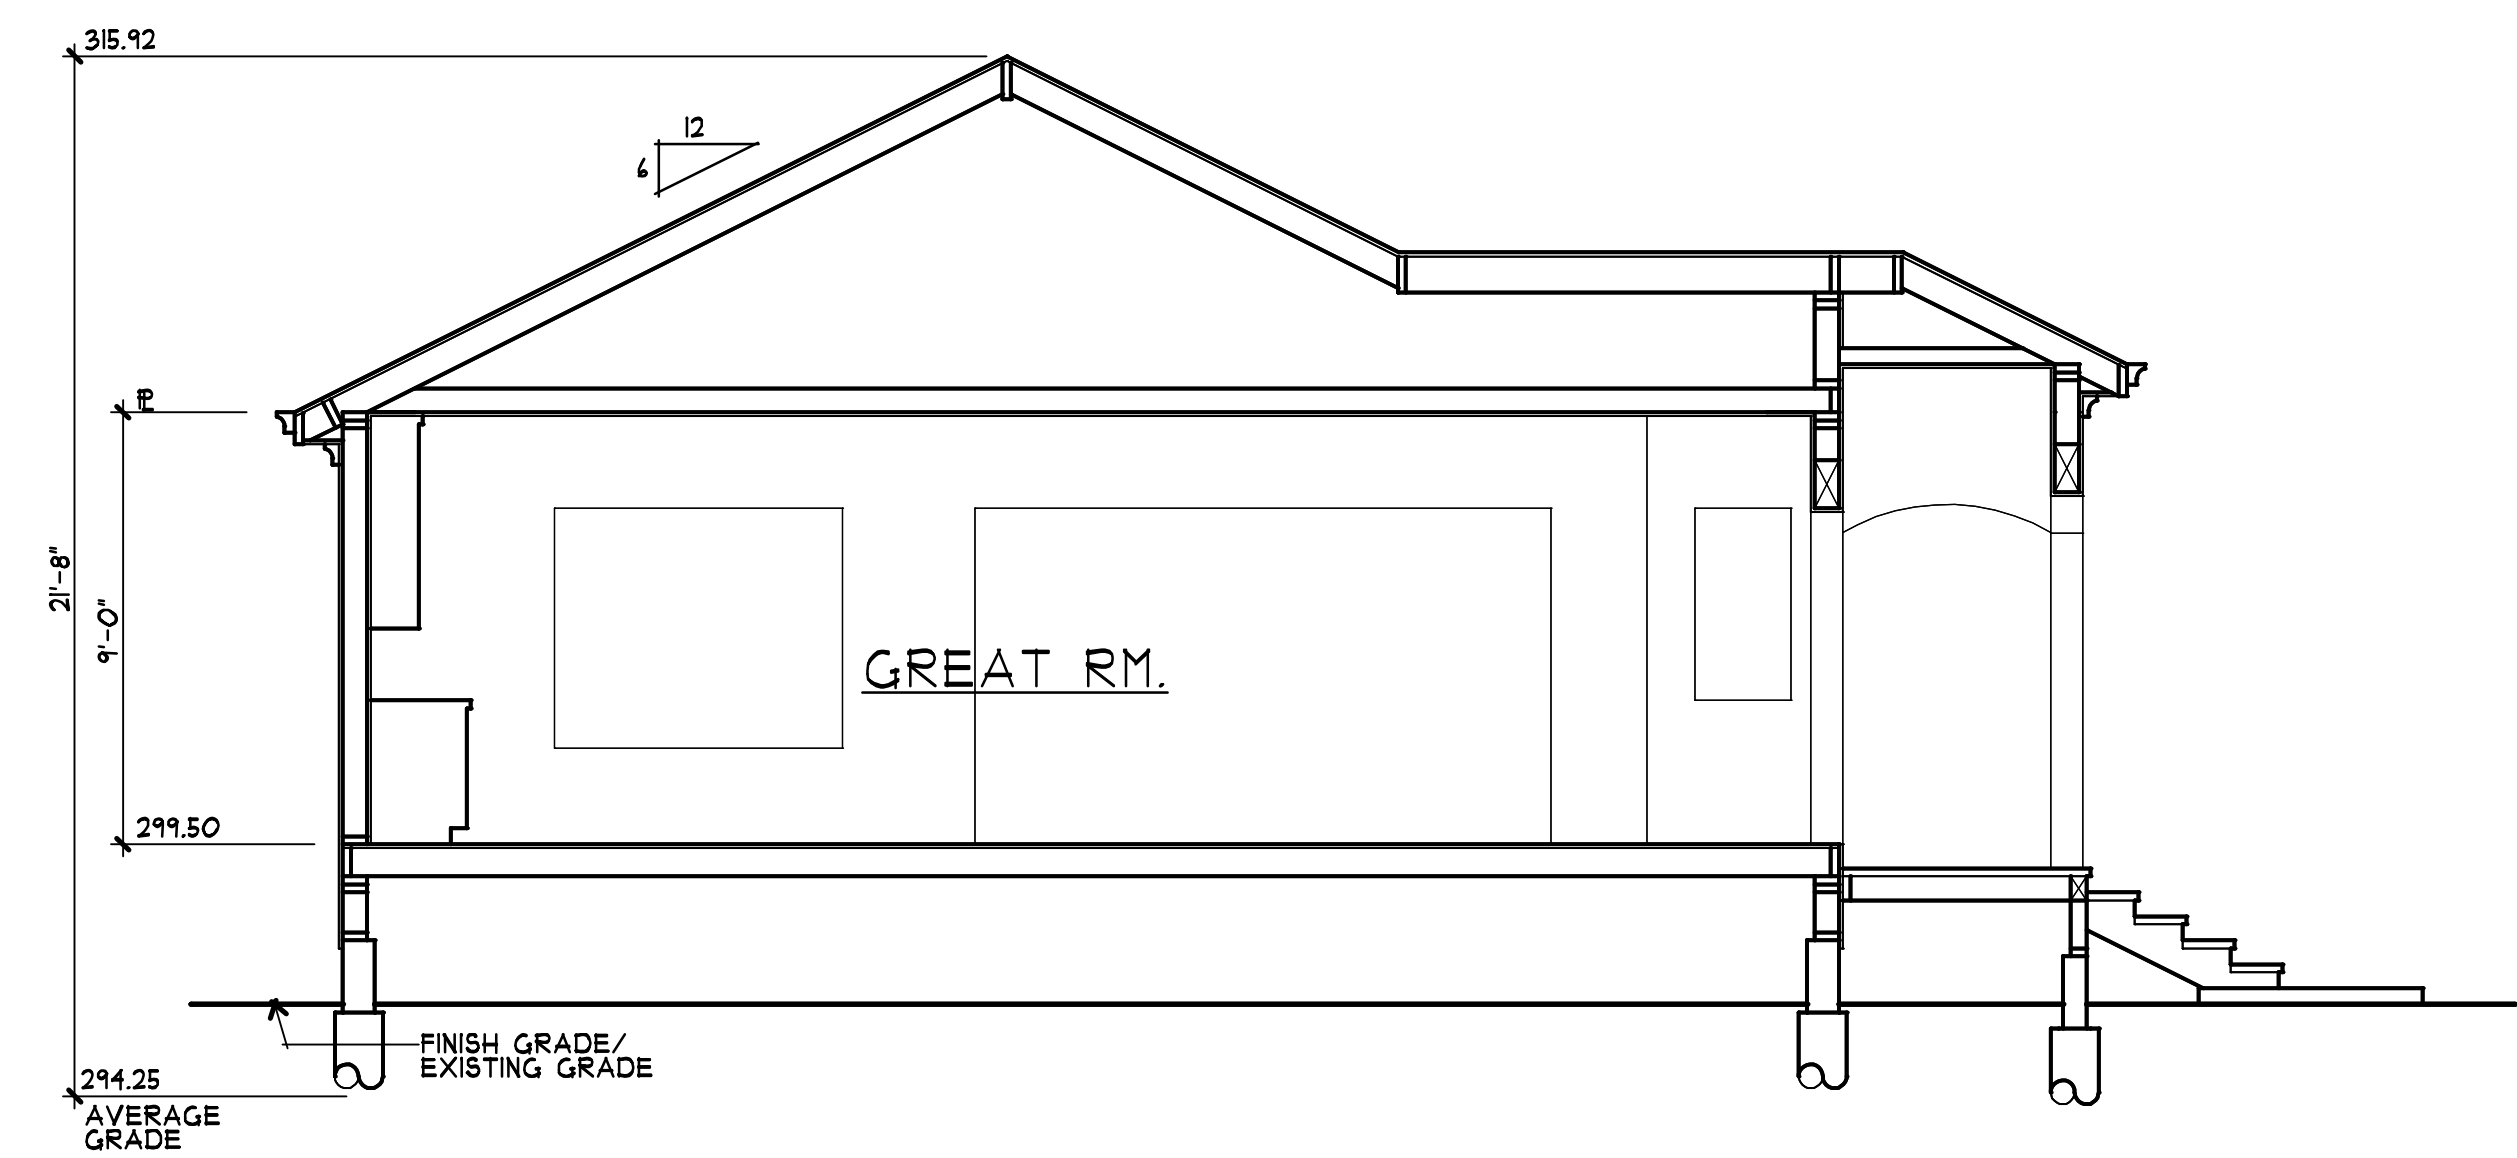 315.92
12
6
PL
21'-8"
9'-0"
GREAT RM.
299.50
FINISH GRADE/
EXISTING GRADE
294.25
AVERAGE
GRADE